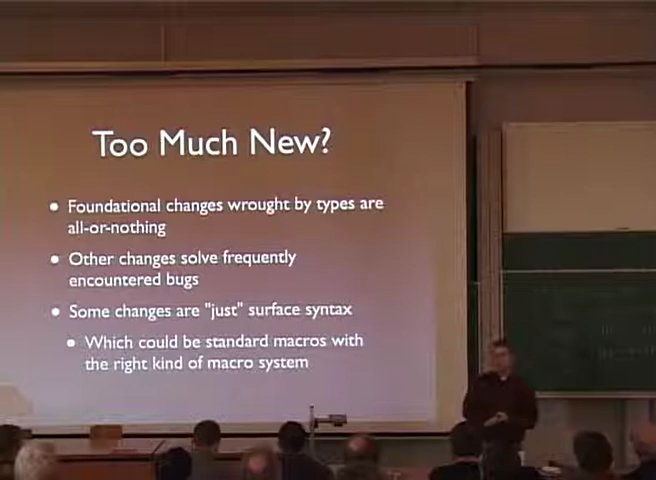 Too Much New?
• Foundational changes wrought by types are
all-or-nothing
• Other changes solve frequently
encountered bugs
• Some changes are "just" surface syntax
• Which could be standard macros with
the right kind of macro system